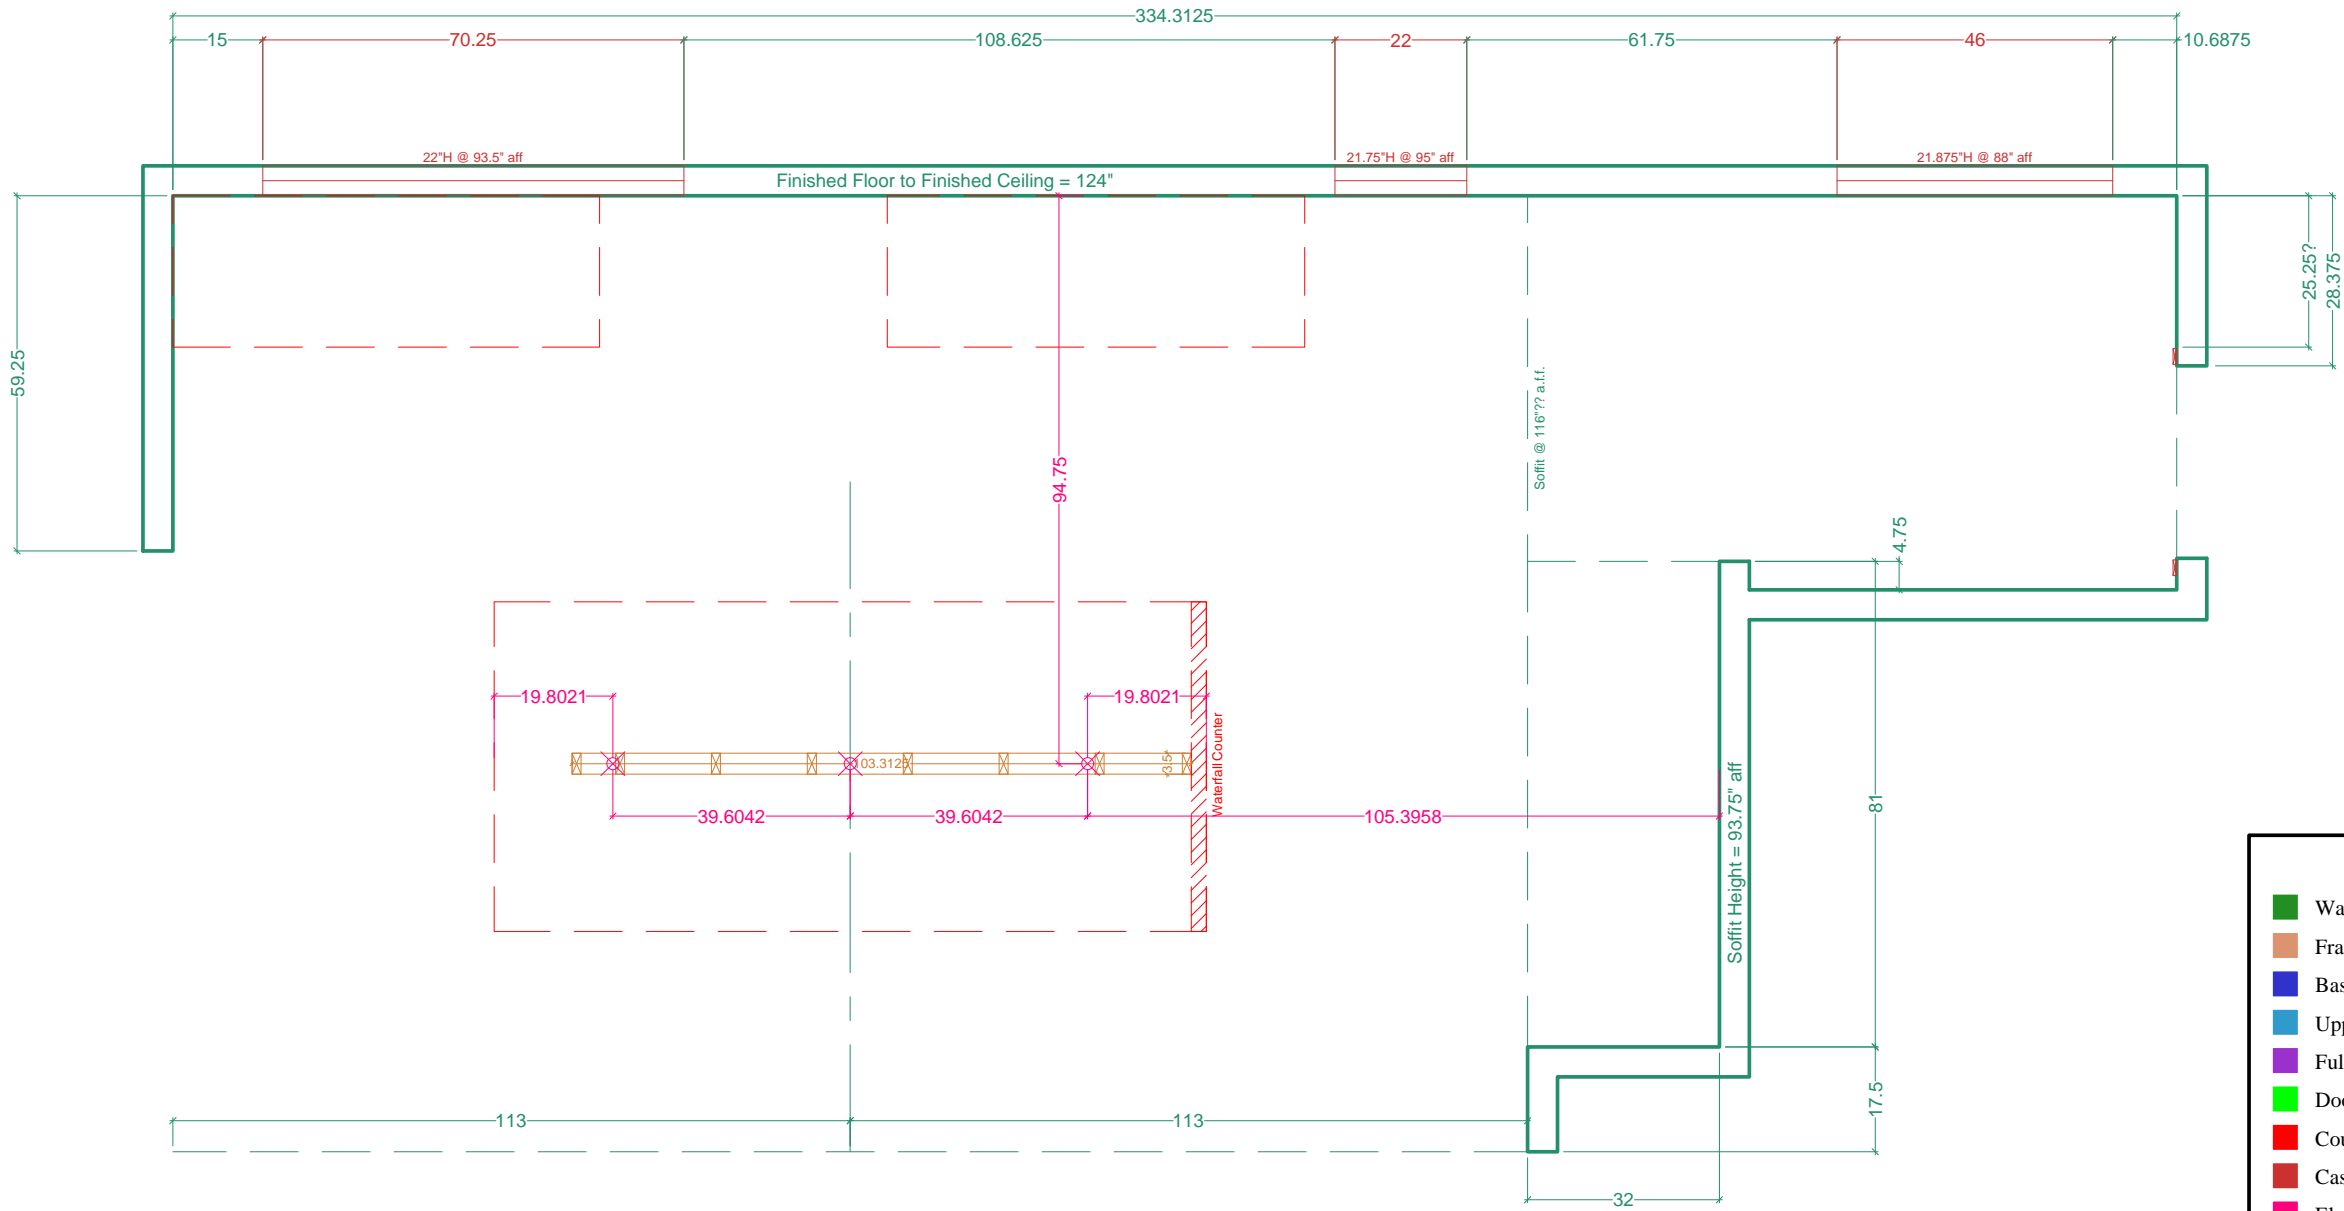 334.3125
15
70.25
108.625
22
61.75
46
10.6875
22"H @ 93.5" aff
21.75"H @ 95" aff
21.875"H @ 88" aff
Finished Floor to Finished Ceiling = 124"
25.25?
28.375
59.25
94.75
Soffit @ 116"?? a.f.f.
4.75
19.8021
19.8021
Waterfall Counter
103.3125
3.5
39.6042
39.6042
105.3958
81
Soffit Height = 93.75" aff
17.5
113
113
32
Wa
Fra
Bas
Upp
Ful
Doo
Cou
Cas